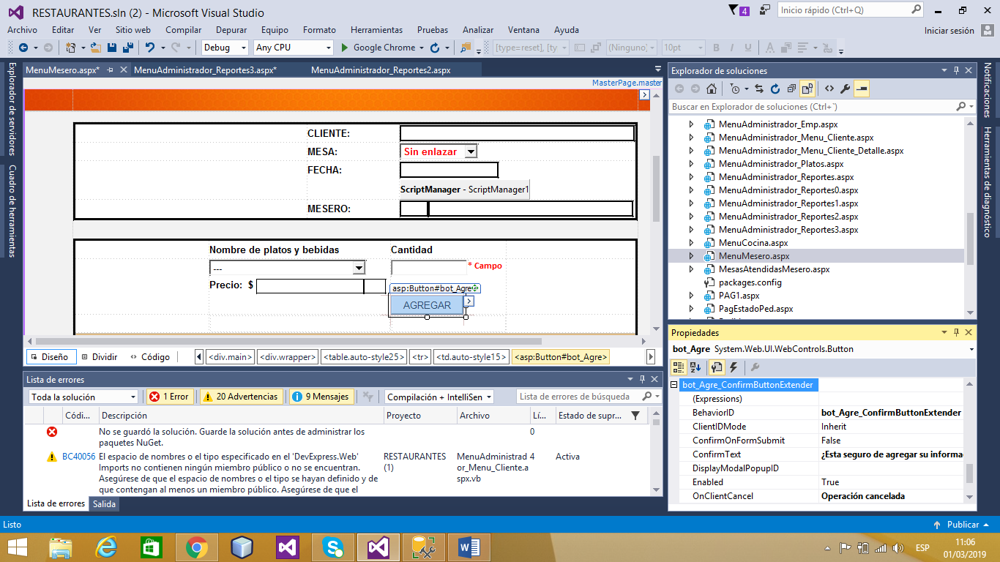 RESTAURANTES.sln (2) - Microsoft Visual Studio
4
Inicio rápido (Ctrl+Q)
Archivo Editar Ver Sitio web Compilar Depurar Equipo Formato Herramientas Pruebas Analizar Ventana Ayuda
Iniciar sesión
Debug Any CPU Google Chrome [type=reset], [ty (Ninguno) 10pt N I U A
Explorador de servidores
Cuadro de herramientas
MenuMesero.aspx* MenuAdministrador_Reportes3.aspx* MenuAdministrador_Reportes2.aspx
MasterPage.master
CLIENTE:
MESA: Sin enlazar
FECHA:
ScriptManager - ScriptManager1
MESERO:
Nombre de platos y bebidas Cantidad
--- * Campo
Precio: $
asp:Button#bot_Agre
AGREGAR
Diseño Dividir Código <div.main> <div.wrapper> <table.auto-style25> <tr> <td.auto-style15> <asp:Button#bot_Agre>
Lista de errores
Toda la solución 1 Error 20 Advertencias 9 Mensajes Compilación + IntelliSen Lista de errores de búsqueda
Códi... Descripción Proyecto Archivo Lí... Estado de supr...
No se guardó la solución. Guarde la solución antes de administrar los paquetes NuGet. 0
BC40056 El espacio de nombres o el tipo especificado en el 'DevExpress.Web' RESTAURANTES MenuAdministrad 4 Activa
Imports no contienen ningún miembro público o no se encuentran. (1) or_Menu_Cliente.a
Asegúrese de que el espacio de nombres o el tipo se hayan definido y de spx.vb
que contengan al menos un miembro público. Asegúrese de que el
Lista de errores Salida
Explorador de soluciones
Buscar en Explorador de soluciones (Ctrl+`)
MenuAdministrador_Emp.aspx
MenuAdministrador_Menu_Cliente.aspx
MenuAdministrador_Menu_Cliente_Detalle.aspx
MenuAdministrador_Platos.aspx
MenuAdministrador_Reportes.aspx
MenuAdministrador_Reportes0.aspx
MenuAdministrador_Reportes1.aspx
MenuAdministrador_Reportes2.aspx
MenuAdministrador_Reportes3.aspx
MenuCocina.aspx
MenuMesero.aspx
MesasAtendidasMesero.aspx
packages.config
PAG1.aspx
PagEstadoPed.aspx
Propiedades
bot_Agre System.Web.UI.WebControls.Button
bot_Agre_ConfirmButtonExtender
(Expressions)
BehaviorID bot_Agre_ConfirmButtonExtender
ClientIDMode Inherit
ConfirmOnFormSubmit False
ConfirmText ¿Esta seguro de agregar su informa
DisplayModalPopupID
Enabled True
OnClientCancel Operación cancelada
Notificaciones
Herramientas de diagnóstico
Listo
Publicar
ESP
11:06
01/03/2019